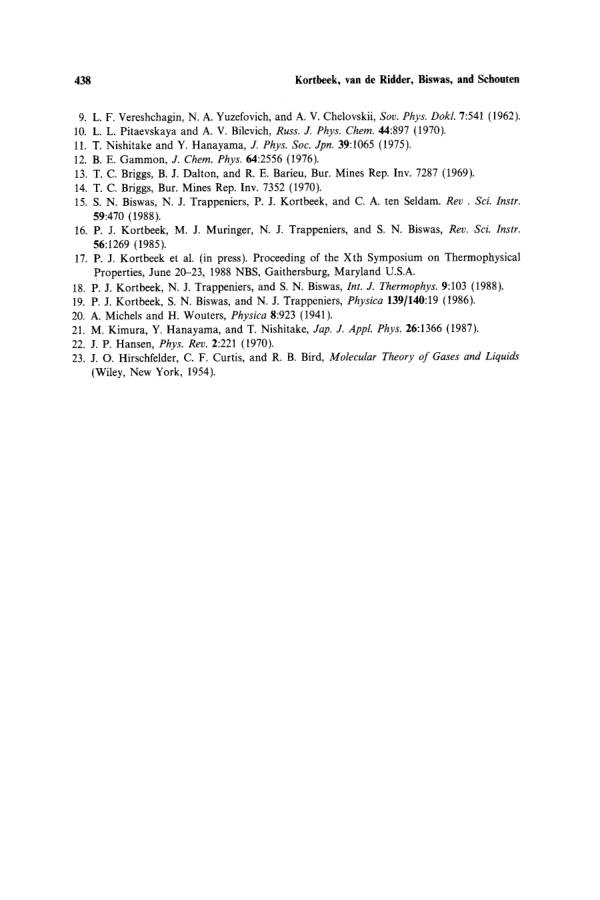 438 Kortbeek, van de Ridder, Biswas, and Schouten
9. L. F. Vereshchagin, N. A. Yuzefovich, and A. V. Chelovskii, Sov. Phys. Dokl. 7:541 (1962).
10. L. L. Pitaevskaya and A. V. Bilevich, Russ. J. Phys. Chem. 44:897 (1970).
11. T. Nishitake and Y. Hanayama, J. Phys. Soc. Jpn. 39:1065 (1975).
12. B. E. Gammon, J. Chem. Phys. 64:2556 (1976).
13. T. C. Briggs, B. J. Dalton, and R. E. Barieu, Bur. Mines Rep. Inv. 7287 (1969).
14. T. C. Briggs, Bur. Mines Rep. Inv. 7352 (1970).
15. S. N. Biswas, N. J. Trappeniers, P. J. Kortbeek, and C. A. ten Seldam. Rev . Sci. Instr.
59:470 (1988).
16. P. J. Kortbeek, M. J. Muringer, N. J. Trappeniers, and S. N. Biswas, Rev. Sci. Instr.
56:1269 (1985).
17. P. J. Kortbeek et al. (in press). Proceeding of the Xth Symposium on Thermophysical
Properties, June 20–23, 1988 NBS, Gaithersburg, Maryland U.S.A.
18. P. J. Kortbeek, N. J. Trappeniers, and S. N. Biswas, Int. J. Thermophys. 9:103 (1988).
19. P. J. Kortbeek, S. N. Biswas, and N. J. Trappeniers, Physica 139/140:19 (1986).
20. A. Michels and H. Wouters, Physica 8:923 (1941).
21. M. Kimura, Y. Hanayama, and T. Nishitake, Jap. J. Appl. Phys. 26:1366 (1987).
22. J. P. Hansen, Phys. Rev. 2:221 (1970).
23. J. O. Hirschfelder, C. F. Curtis, and R. B. Bird, Molecular Theory of Gases and Liquids
(Wiley, New York, 1954).